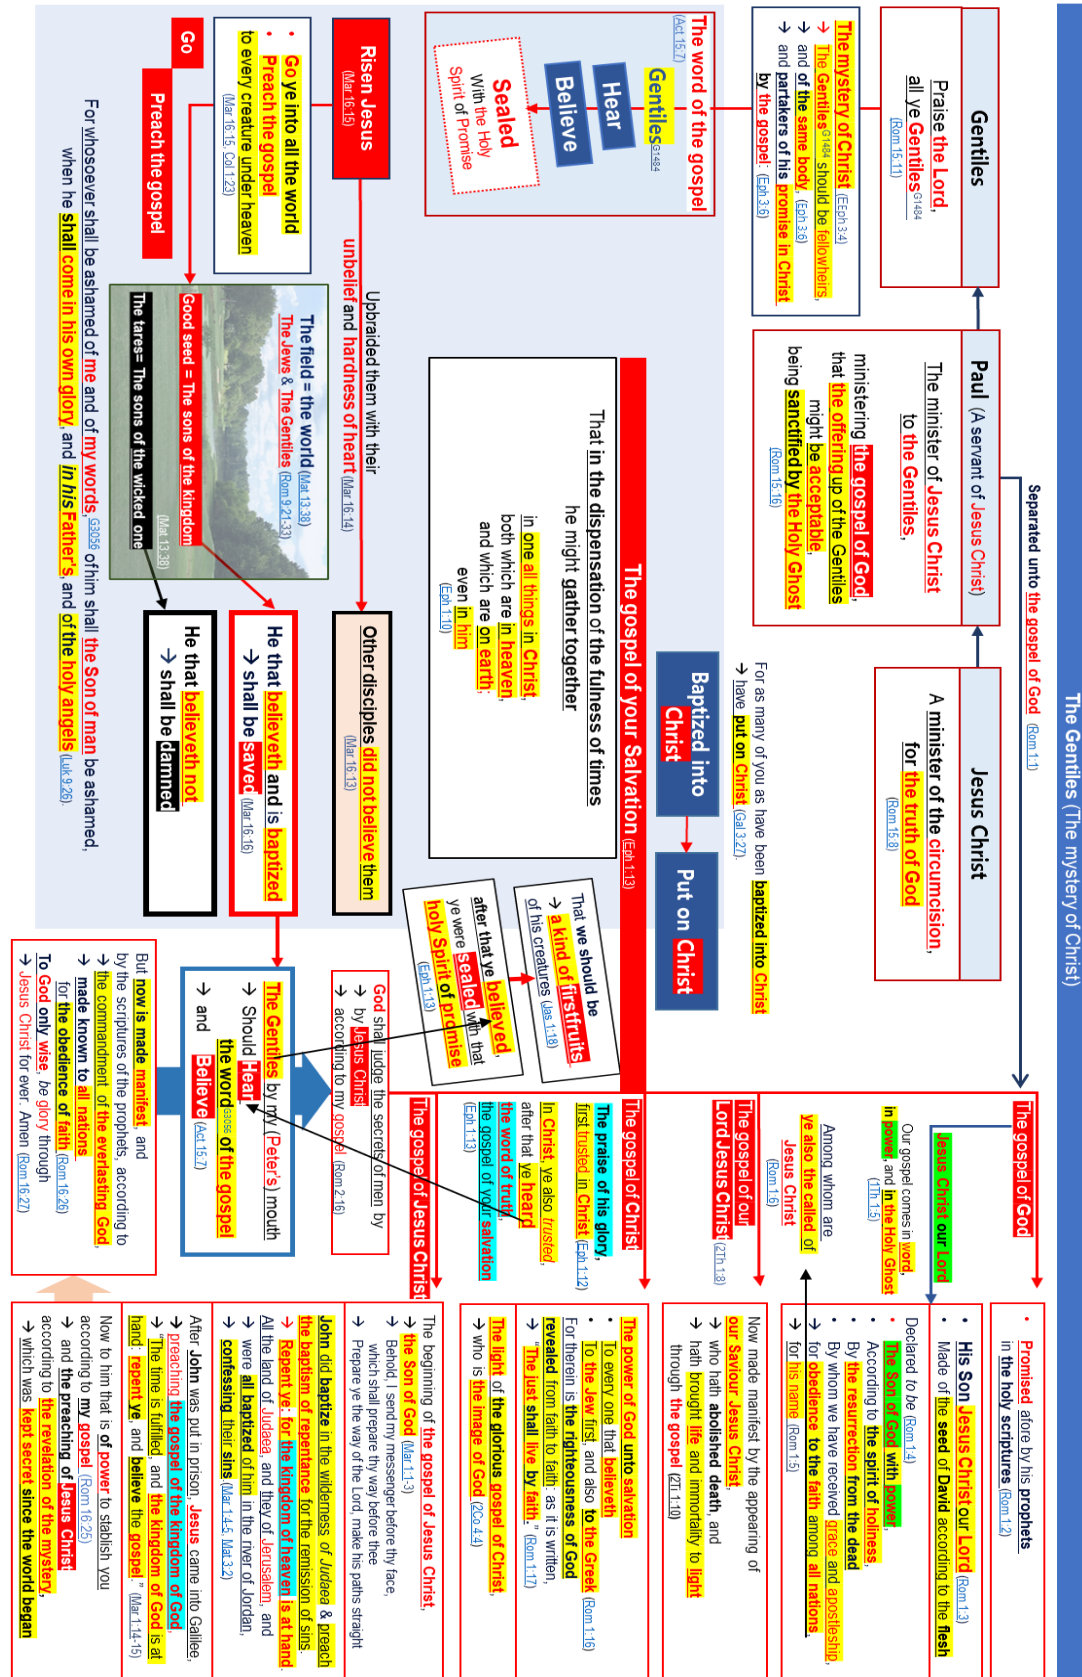 The Gentiles (The mystery of Christ)
Separated unto the gospel of God (Rom 1:1)
Gentiles
Praise the Lord,
all ye Gentiles G1484
(Rom 15:11)
Paul (A servant of Jesus Christ)
The minister of Jesus Christ
to the Gentiles,
ministering the gospel of God,
that the offering up of the Gentiles
might be acceptable,
being sanctified by the Holy Ghost
(Rom 15:16)
Jesus Christ
A minister of the circumcision,
for the truth of God
(Rom 15:8)
The mystery of Christ (EEph 3:4)
→ The Gentiles G1484 should be fellowheirs,
→ and of the same body, (Eph 3:6)
→ and partakers of his promise in Christ
by the gospel: (Eph 3:6)
The word of the gospel
(Act 15:7)
Gentiles G1484
Hear
Believe
Sealed
With the Holy
Spirit of Promise
For as many of you as have been baptized into Christ
→ have put on Christ (Gal 3:27).
Baptized into
Christ
Put on Christ
The gospel of your Salvation (Eph 1:13)
That in the dispensation of the fulness of times
he might gather together
in one all things in Christ,
both which are in heaven,
and which are on earth;
even in him
(Eph 1:10)
That we should be
→ a kind of firstfruits
of his creatures (Jas 1:18)
after that ye believed,
ye were sealed with that
holy Spirit of promise
(Eph 1:13)
Risen Jesus
(Mar 16:15)
Upbraided them with their
unbelief and hardness of heart (Mar 16:14)
Other disciples did not believe them
(Mar 16:13)
• Go ye into all the world
• Preach the gospel
to every creature under heaven
(Mar 16:15, Col 1:23)
Go
Preach the gospel
The field = the world (Mat 13:38)
The Jews & The Gentiles (Rom 9:21-33)
Good seed = The sons of the kingdom
The tares= The sons of the wicked one
(Mat 13:38)
He that believeth and is baptized
→ shall be saved (Mar 16:16)
He that believeth not
→ shall be damned
For whosoever shall be ashamed of me and of my words, G3056 of him shall the Son of man be ashamed,
when he shall come in his own glory, and in his Father's, and of the holy angels (Luk 9:26).
The gospel of God
• Promised afore by his prophets
in the holy scriptures (Rom 1:2)
Jesus Christ our Lord
Our gospel comes in word,
in power, and in the Holy Ghost
(1Th 1:5)
Among whom are
ye also the called of
Jesus Christ
(Rom 1:6)
• His Son Jesus Christ our Lord (Rom 1:3)
• Made of the seed of David according to the flesh
Declared to be (Rom 1:4)
• The Son of God with power,
• According to the spirit of holiness,
• By the resurrection from the dead
• By whom we have received grace and apostleship,
→ for obedience to the faith among all nations,
→ for his name (Rom 1:5)
The gospel of our
Lord Jesus Christ (2Th 1:8)
Now made manifest by the appearing of
our Saviour Jesus Christ,
→ who hath abolished death, and
→ hath brought life and immortality to light
through the gospel (2Ti 1:10)
The gospel of Christ
The praise of his glory,
first trusted in Christ (Eph 1:12)
In Christ, ye also trusted,
after that ye heard
the word of truth,
the gospel of your salvation
(Eph 1:13)
The power of God unto salvation
• To every one that believeth
• To the Jew first, and also to the Greek (Rom 1:16)
For therein is the righteousness of God
revealed from faith to faith: as it is written,
→ "The just shall live by faith." (Rom 1:17)
The light of the glorious gospel of Christ,
→ who is the image of God (2Co 4:4)
The gospel of Jesus Christ
God shall judge the secrets of men by
→ by Jesus Christ
→ according to my gospel (Rom 2:16)
The beginning of the gospel of Jesus Christ,
→ the Son of God (Mar 1:1-3)
→ Behold, I send my messenger before thy face,
which shall prepare thy way before thee
→ Prepare ye the way of the Lord, make his paths straight
John did baptize in the wilderness of Judaea & preach
the baptism of repentance for the remission of sins.
→ Repent ye: for the kingdom of heaven is at hand.
All the land of Judaea, and they of Jerusalem, and
→ were all baptized of him in the river of Jordan,
→ confessing their sins (Mar 1:4-5, Mat 3:2)
After John was put in prison, Jesus came into Galilee,
→ preaching the gospel of the kingdom of God,
→ "The time is fulfilled, and the kingdom of God is at
hand: repent ye, and believe the gospel." (Mar 1:14-15)
Now to him that is of power to stablish you
according to my gospel (Rom 16:25)
→ and the preaching of Jesus Christ
according to the revelation of the mystery,
→ which was kept secret since the world began
The Gentiles by my (Peter's) mouth
→ Should Hear
the word G3056 of the gospel
→ and Believe (Act 15:7)
But now is made manifest, and
by the scriptures of the prophets, according to
→ the commandment of the everlasting God,
→ made known to all nations
for the obedience of faith (Rom 16:26)
To God only wise, be glory through
→ Jesus Christ for ever. Amen (Rom 16:27)